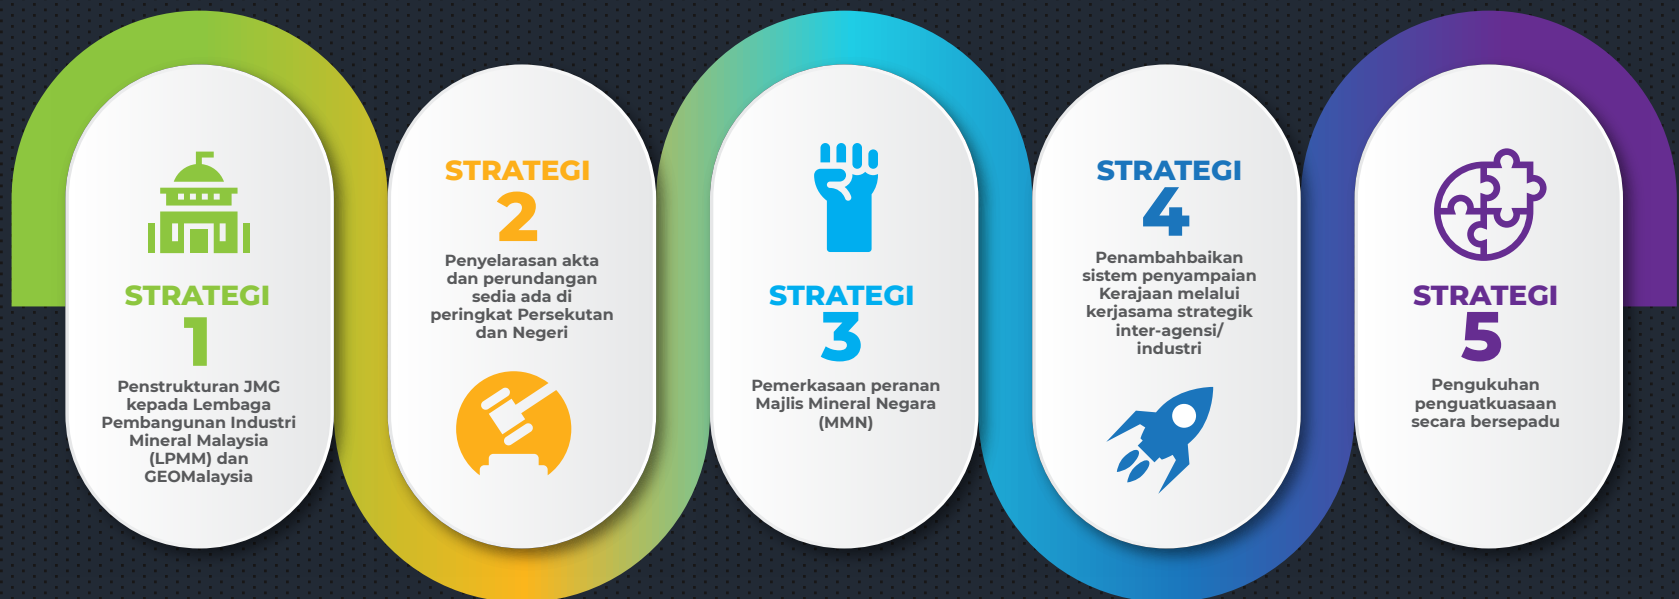 STRATEGI
1
Penstrukturan JMG
kepada Lembaga
Pembangunan Industri
Mineral Malaysia
(LPMM) dan
GEOMalaysia
STRATEGI
2
Penyelarasan akta
dan perundangan
sedia ada di
peringkat Persekutan
dan Negeri
STRATEGI
3
Pemerkasaan peranan
Majlis Mineral Negara
(MMN)
STRATEGI
4
Penambahbaikan
sistem penyampaian
Kerajaan melalui
kerjasama strategik
inter-agensi/
industri
STRATEGI
5
Pengukuhan
penguatkuasaan
secara bersepadu